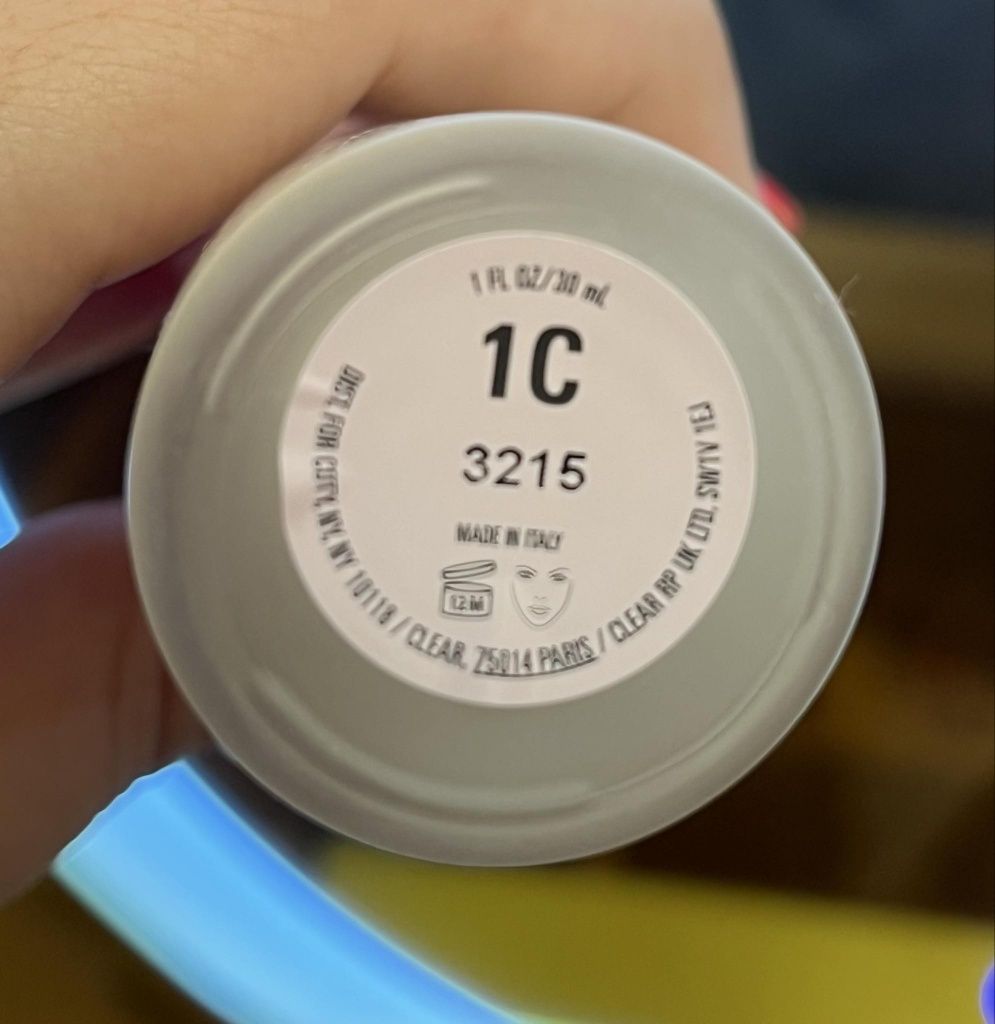 1 FL OZ/30 mL
1C
3215
MADE IN ITALY
12 M
DIST. FOR COTY, NY, NY 10118 / CLEAR, 75014 PARIS / CLEAR RP UK LTD, SW1V 1EJ